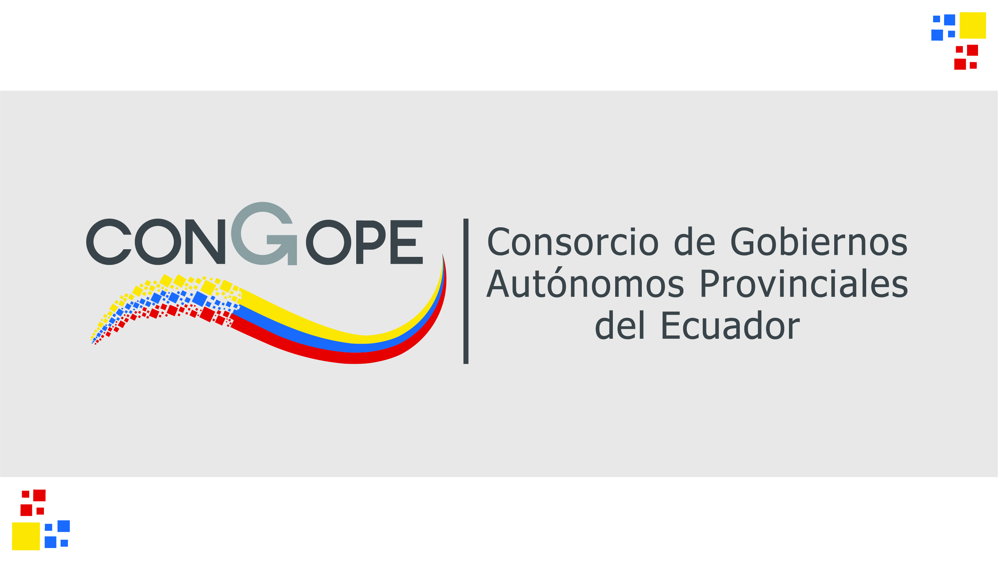 CONGOPE
Consorcio de Gobiernos
Autónomos Provinciales
del Ecuador